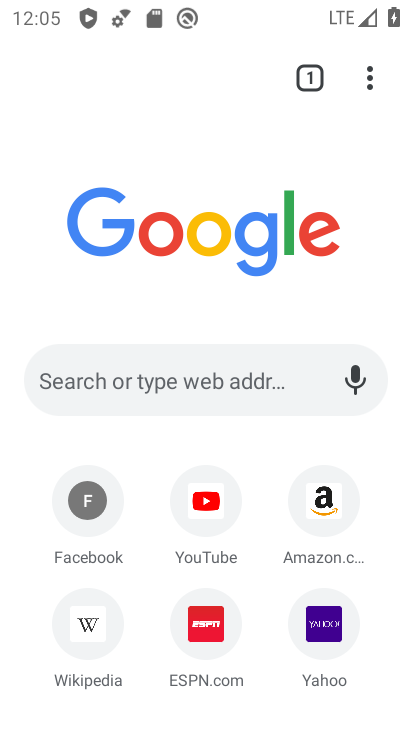 12:05 LTE
1
Google
Search or type web addr...
F
Facebook YouTube Amazon.c...
W ESPN YAHOO!
Wikipedia ESPN.com Yahoo